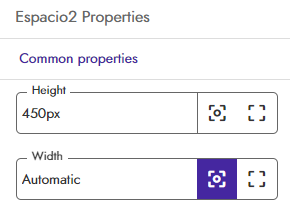 Espacio2 Properties
Common properties
Height
450px
Width
Automatic